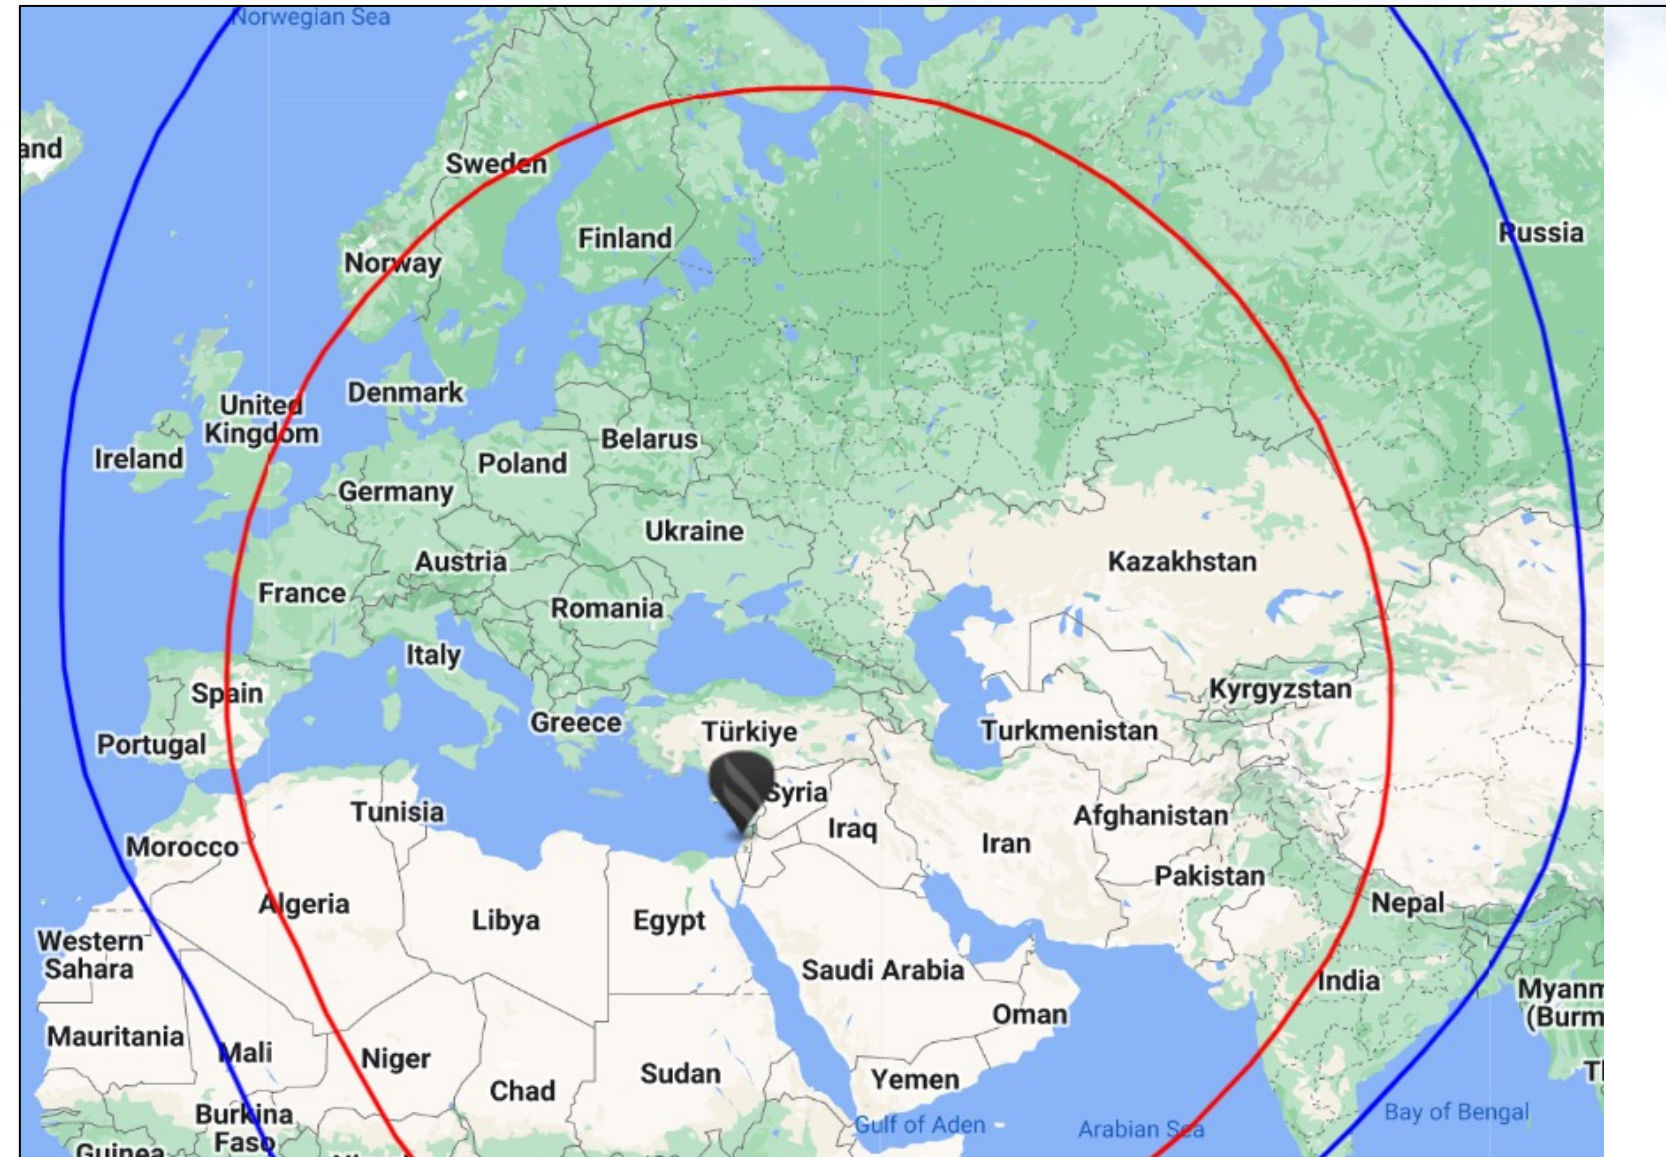 Norwegian Sea
and
Sweden
Finland
Russia
Norway
Denmark
United
Kingdom
Ireland
Belarus
Poland
Germany
Ukraine
Austria
Kazakhstan
France
Romania
Italy
Spain
Kyrgyzstan
Greece
Türkiye
Turkmenistan
Portugal
Syria
Tunisia
Afghanistan
Iraq
Iran
Morocco
Pakistan
Algeria
Nepal
Libya
Egypt
Western
Sahara
Saudi Arabia
India
Myanm
(Burm
Oman
Mauritania
Mali
Niger
Sudan
Yemen
Chad
Burkina
Faso
Bay of Bengal
Gulf of Aden
Arabian Sea
Guinea